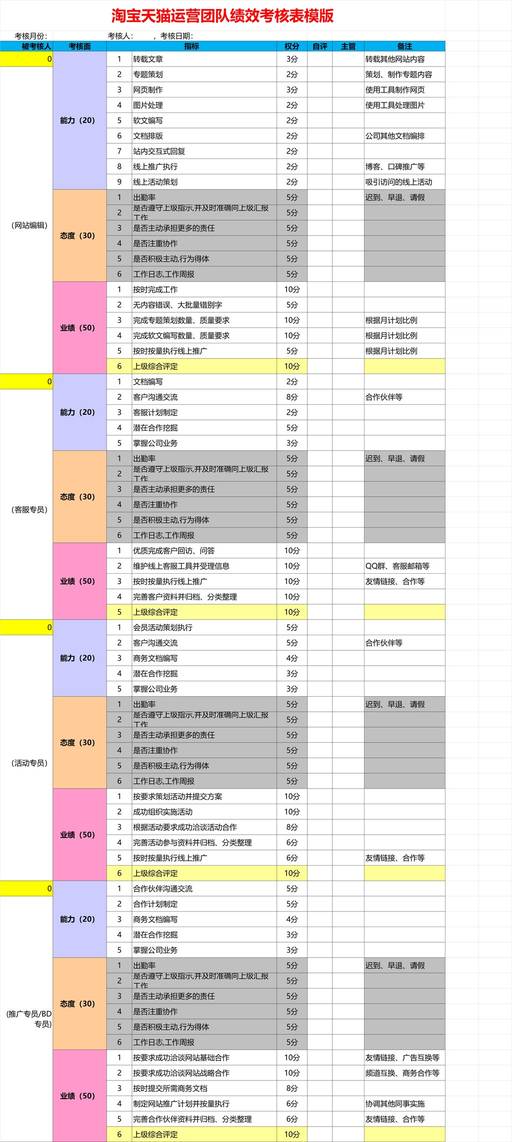 淘宝天猫运营团队绩效考核表模版
考核月份： 考核人： ，考核日期：
被考核人 考核面 指标 权分 自评 主管 备注
0
(网站编辑)
能力（20）
1 转载文章 3分 转载其他网站内容
2 专题策划 2分 策划、制作专题内容
3 网页制作 3分 使用工具制作网页
4 图片处理 2分 使用工具处理图片
5 软文编写 2分
6 文档排版 2分 公司其他文档编排
7 站内交互式回复 2分
8 线上推广执行 2分 博客、口碑推广等
9 线上活动策划 2分 吸引访问的线上活动
态度（30）
1 出勤率 5分 迟到、早退、请假
2 是否遵守上级指示,并及时准确向上级汇报工作 5分
3 是否主动承担更多的责任 5分
4 是否注重协作 5分
5 是否积极主动,行为得体 5分
6 工作日志,工作周报 5分
业绩（50）
1 按时完成工作 10分
2 无内容错误、大批量错别字 5分
3 完成专题策划数量、质量要求 10分 根据月计划比例
4 完成软文编写数量、质量要求 10分 根据月计划比例
5 按时按量执行线上推广 5分 根据月计划比例
6 上级综合评定 10分
0
(客服专员)
能力（20）
1 文档编写 2分
2 客户沟通交流 8分 合作伙伴等
3 客服计划制定 2分
4 潜在合作挖掘 5分
5 掌握公司业务 3分
态度（30）
1 出勤率 5分 迟到、早退、请假
2 是否遵守上级指示,并及时准确向上级汇报工作 5分
3 是否主动承担更多的责任 5分
4 是否注重协作 5分
5 是否积极主动,行为得体 5分
6 工作日志,工作周报 5分
业绩（50）
1 优质完成客户回访、问答 10分
2 维护线上客服工具并受理信息 10分 QQ群、客服邮箱等
3 按时按量执行线上推广 10分 友情链接、合作等
4 完善客户资料并归档、分类整理 10分
5 上级综合评定 10分
0
(活动专员)
能力（20）
1 会员活动策划执行 5分
2 客户沟通交流 5分 合作伙伴等
3 商务文档编写 4分
4 潜在合作挖掘 3分
5 掌握公司业务 3分
态度（30）
1 出勤率 5分 迟到、早退、请假
2 是否遵守上级指示,并及时准确向上级汇报工作 5分
3 是否主动承担更多的责任 5分
4 是否注重协作 5分
5 是否积极主动,行为得体 5分
6 工作日志,工作周报 5分
业绩（50）
1 按要求策划活动并提交方案 10分
2 成功组织实施活动 10分
3 根据活动要求成功洽谈活动合作 8分
4 完善活动参与资料并归档、分类整理 6分
5 按时按量执行线上推广 6分 友情链接、合作等
6 上级综合评定 10分
0
(推广专员/BD专员)
能力（20）
1 合作伙伴沟通交流 5分
2 合作计划制定 5分
3 商务文档编写 4分
4 潜在合作挖掘 3分
5 掌握公司业务 3分
态度（30）
1 出勤率 5分 迟到、早退、请假
2 是否遵守上级指示,并及时准确向上级汇报工作 5分
3 是否主动承担更多的责任 5分
4 是否注重协作 5分
5 是否积极主动,行为得体 5分
6 工作日志,工作周报 5分
业绩（50）
1 按要求成功洽谈网站基础合作 10分 友情链接、广告互换等
2 按要求成功洽谈网站战略合作 10分 频道互换、商务合作等
3 按时提交所需商务文档 8分
4 制定网站推广计划并按量执行 6分 协调其他同事实施
5 完善合作伙伴资料并归档、分类整理 6分 友情链接、合作等
6 上级综合评定 10分